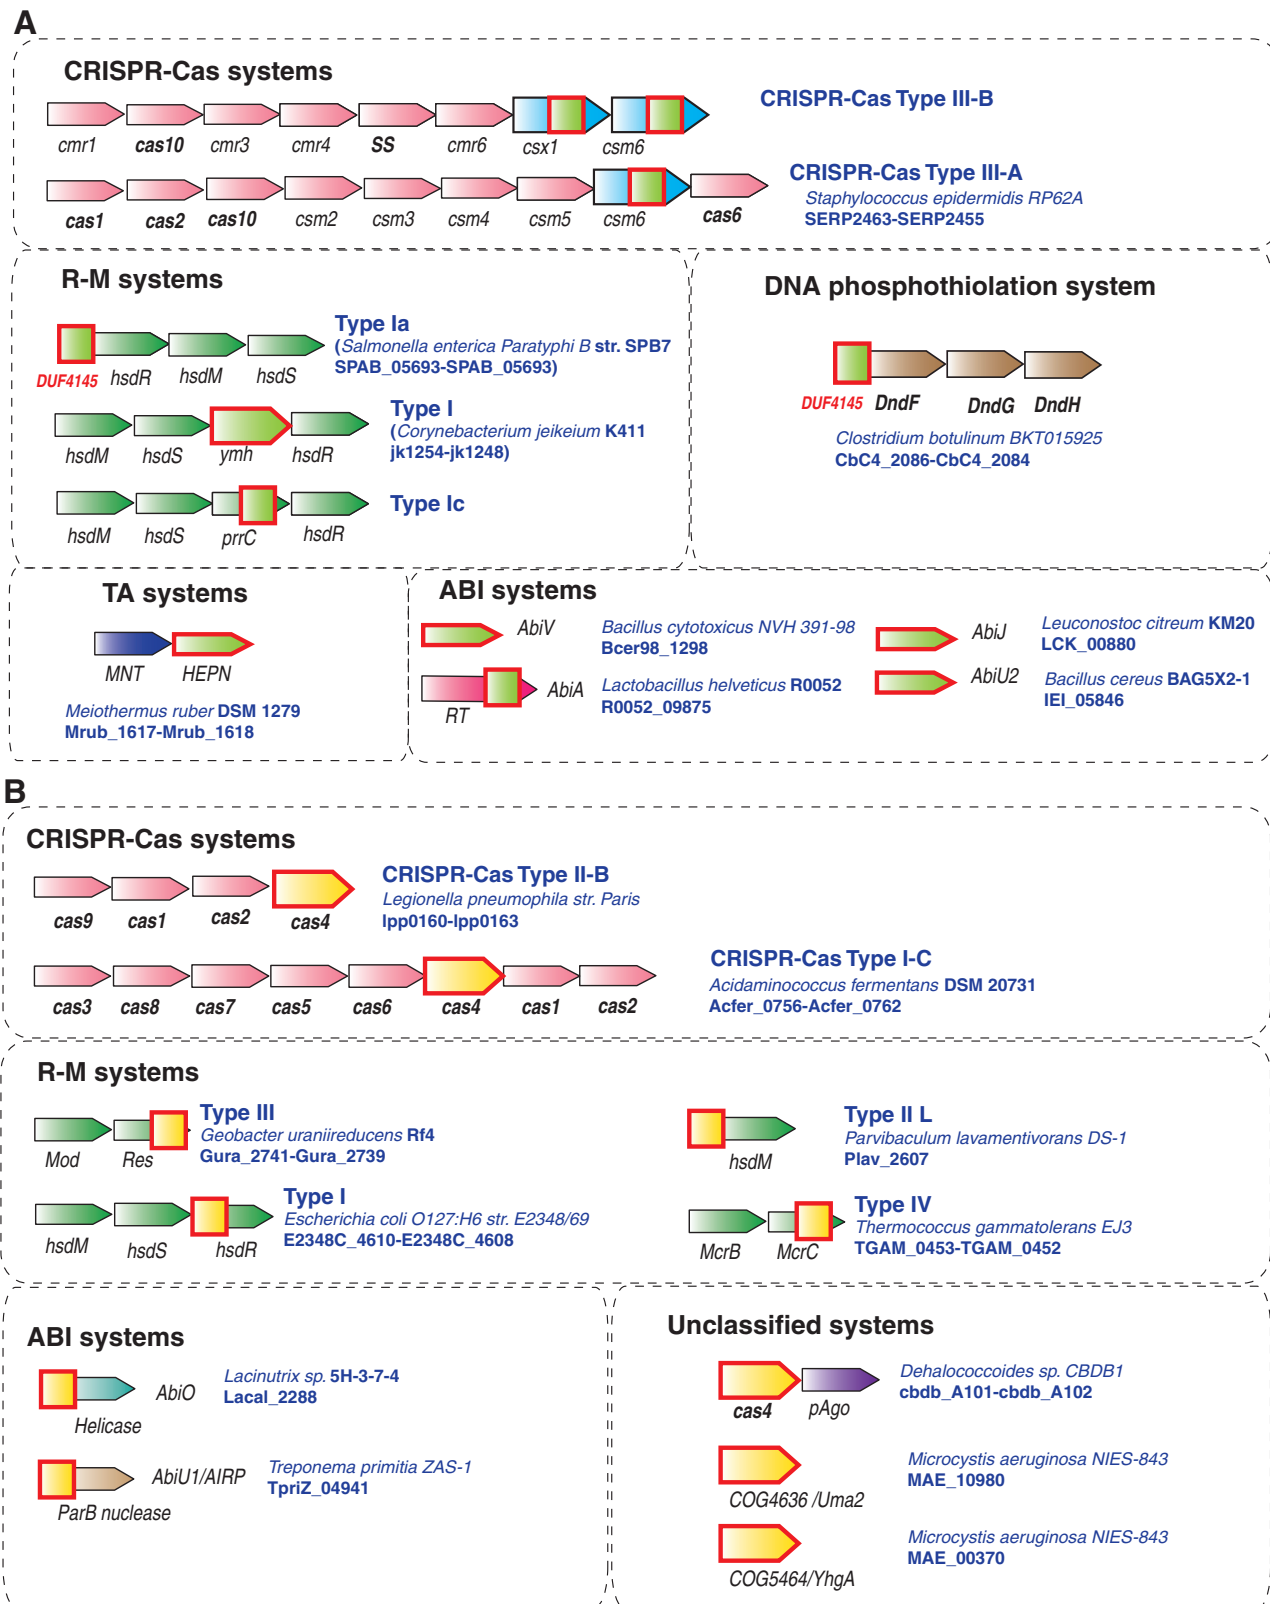 A
CRISPR-Cas systems
cmr1 cas10 cmr3 cmr4 SS cmr6 csx1 csm6
CRISPR-Cas Type III-B
cas1 cas2 cas10 csm2 csm3 csm4 csm5 csm6 cas6
CRISPR-Cas Type III-A
Staphylococcus epidermidis RP62A
SERP2463-SERP2455
R-M systems
DUF4145 hsdR hsdM hsdS
Type Ia
(Salmonella enterica Paratyphi B str. SPB7
SPAB_05693-SPAB_05693)
hsdM hsdS ymh hsdR
Type I
(Corynebacterium jeikeium K411
jk1254-jk1248)
hsdM hsdS prrC hsdR
Type Ic
DNA phosphothiolation system
DUF4145 DndF DndG DndH
Clostridium botulinum BKT015925
CbC4_2086-CbC4_2084
TA systems
MNT HEPN
Meiothermus ruber DSM 1279
Mrub_1617-Mrub_1618
ABI systems
AbiV
Bacillus cytotoxicus NVH 391-98
Bcer98_1298
RT
AbiA
Lactobacillus helveticus R0052
R0052_09875
AbiJ
Leuconostoc citreum KM20
LCK_00880
AbiU2
Bacillus cereus BAG5X2-1
IEI_05846
B
CRISPR-Cas systems
cas9 cas1 cas2 cas4
CRISPR-Cas Type II-B
Legionella pneumophila str. Paris
lpp0160-lpp0163
cas3 cas8 cas7 cas5 cas6 cas4 cas1 cas2
CRISPR-Cas Type I-C
Acidaminococcus fermentans DSM 20731
Acfer_0756-Acfer_0762
R-M systems
Mod Res
Type III
Geobacter uraniireducens Rf4
Gura_2741-Gura_2739
hsdM
Type II L
Parvibaculum lavamentivorans DS-1
Plav_2607
hsdM hsdS hsdR
Type I
Escherichia coli O127:H6 str. E2348/69
E2348C_4610-E2348C_4608
McrB McrC
Type IV
Thermococcus gammatolerans EJ3
TGAM_0453-TGAM_0452
ABI systems
AbiO
Helicase
Lacinutrix sp. 5H-3-7-4
Lacal_2288
AbiU1/AIRP
ParB nuclease
Treponema primitia ZAS-1
TpriZ_04941
Unclassified systems
cas4 pAgo
Dehalococcoides sp. CBDB1
cbdb_A101-cbdb_A102
COG4636 /Uma2
Microcystis aeruginosa NIES-843
MAE_10980
COG5464/YhgA
Microcystis aeruginosa NIES-843
MAE_00370